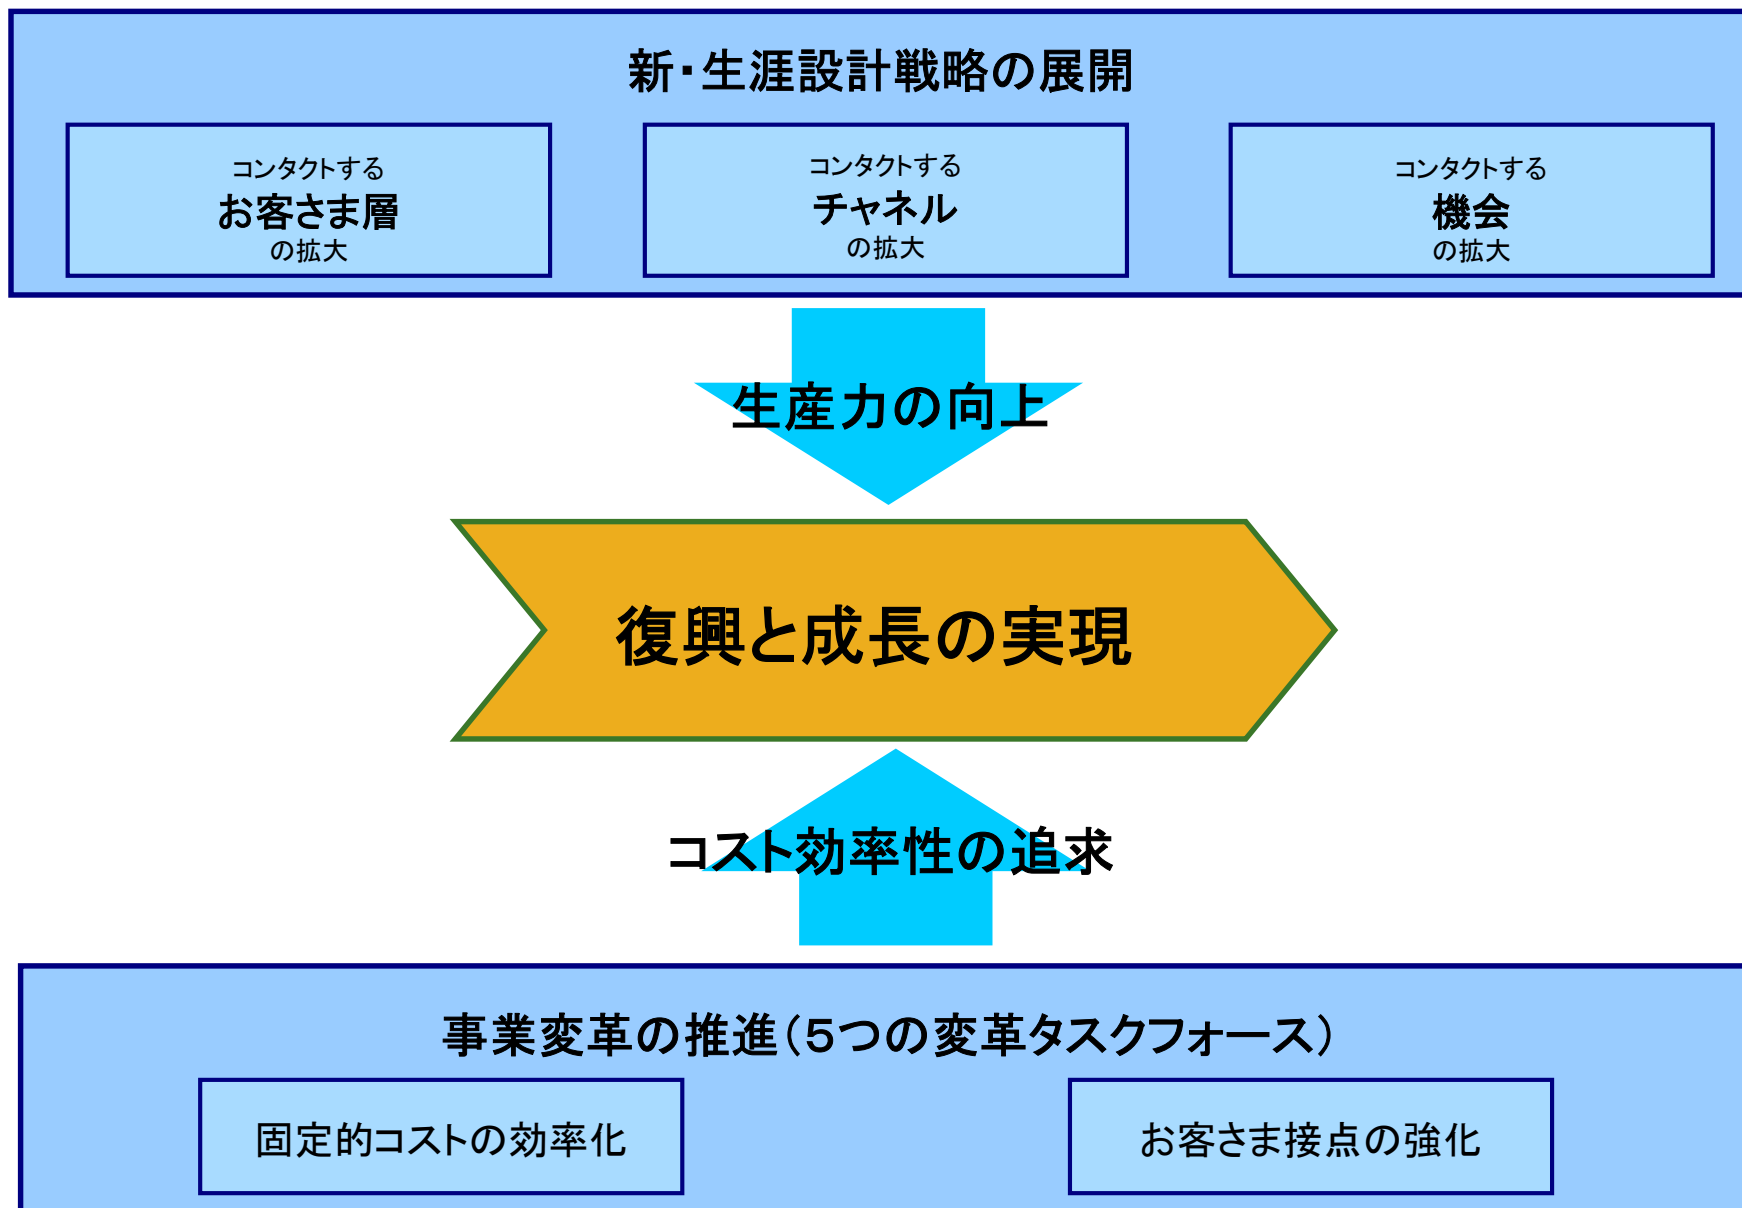 新・生涯設計戦略の展開
コンタクトする
お客さま層
の拡大
コンタクトする
チャネル
の拡大
コンタクトする
機会
の拡大
生産力の向上
復興と成長の実現
コスト効率性の追求
事業変革の推進（５つの変革タスクフォース）
固定的コストの効率化
お客さま接点の強化